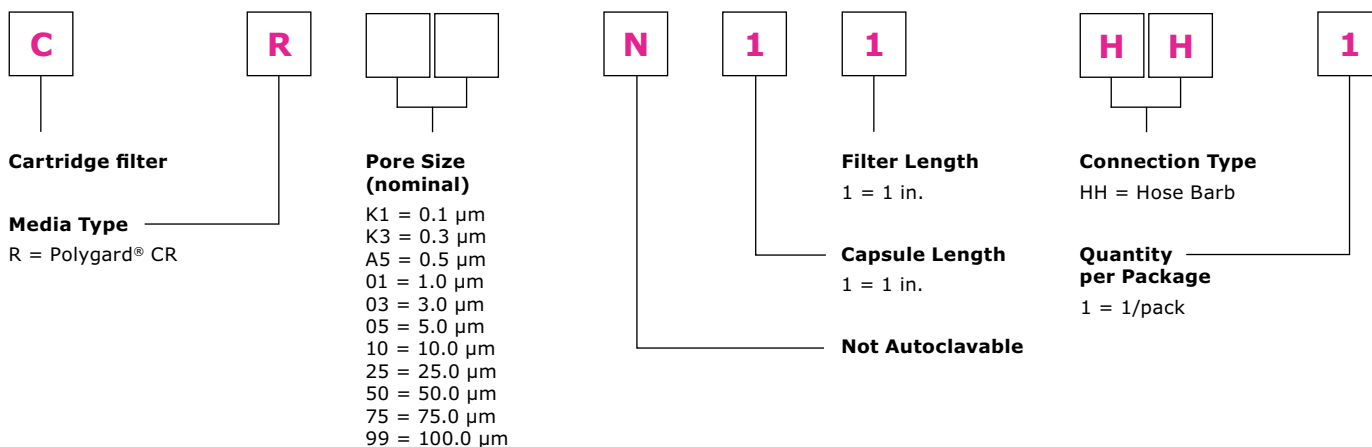 C R N 1 1 H H 1
Cartridge filter
Media Type
R = Polygard® CR
Pore Size
(nominal)
K1 = 0.1 µm
K3 = 0.3 µm
A5 = 0.5 µm
01 = 1.0 µm
03 = 3.0 µm
05 = 5.0 µm
10 = 10.0 µm
25 = 25.0 µm
50 = 50.0 µm
75 = 75.0 µm
99 = 100.0 µm
Filter Length
1 = 1 in.
Capsule Length
1 = 1 in.
Not Autoclavable
Connection Type
HH = Hose Barb
Quantity
per Package
1 = 1/pack